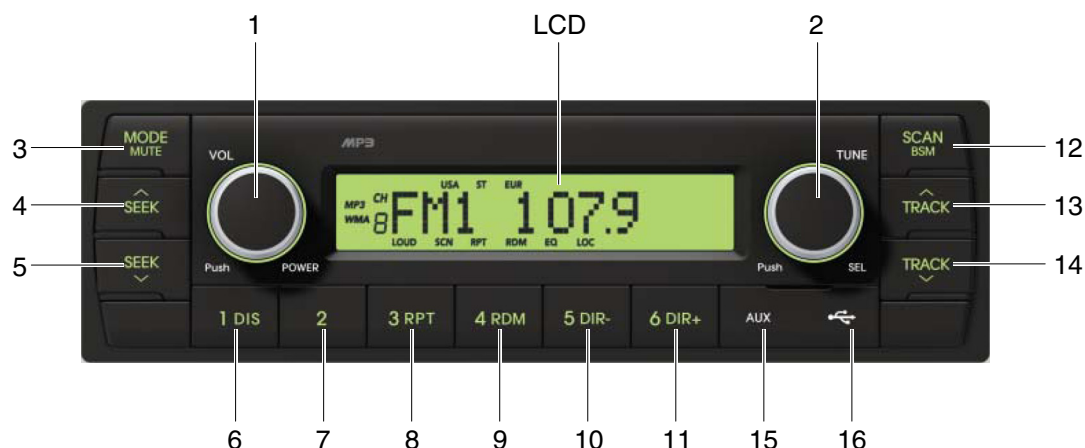 1 LCD 2
3 MODE MUTE VOL MP3 TUNE SCAN BSM 12
4 SEEK USA ST EUR TRACK 13
MP3 CH FM1 107.9
WMA 8
LOUD SCN RPT RDM EQ LOC
5 SEEK Push POWER Push SEL TRACK 14
1 DIS 2 3 RPT 4 RDM 5 DIR- 6 DIR+ AUX
6 7 8 9 10 11 15 16